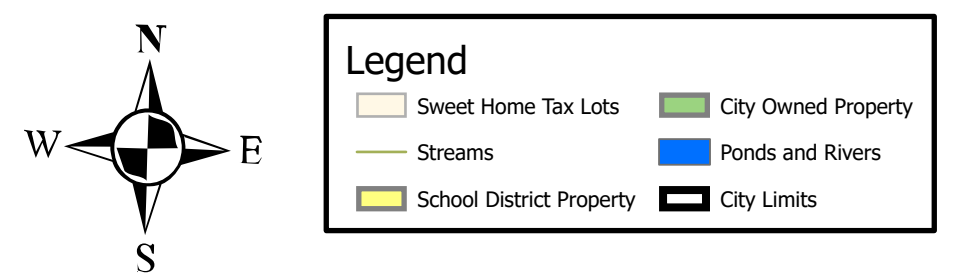 N
W
E
S
Legend
Sweet Home Tax Lots
City Owned Property
Streams
Ponds and Rivers
School District Property
City Limits